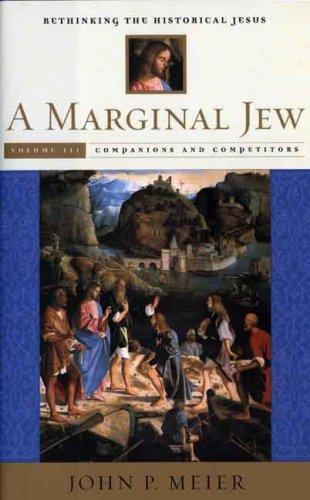 RETHINKING THE HISTORICAL JESUS
A MARGINAL JEW
VOLUME III COMPANIONS AND COMPETITORS
JOHN P. MEIER